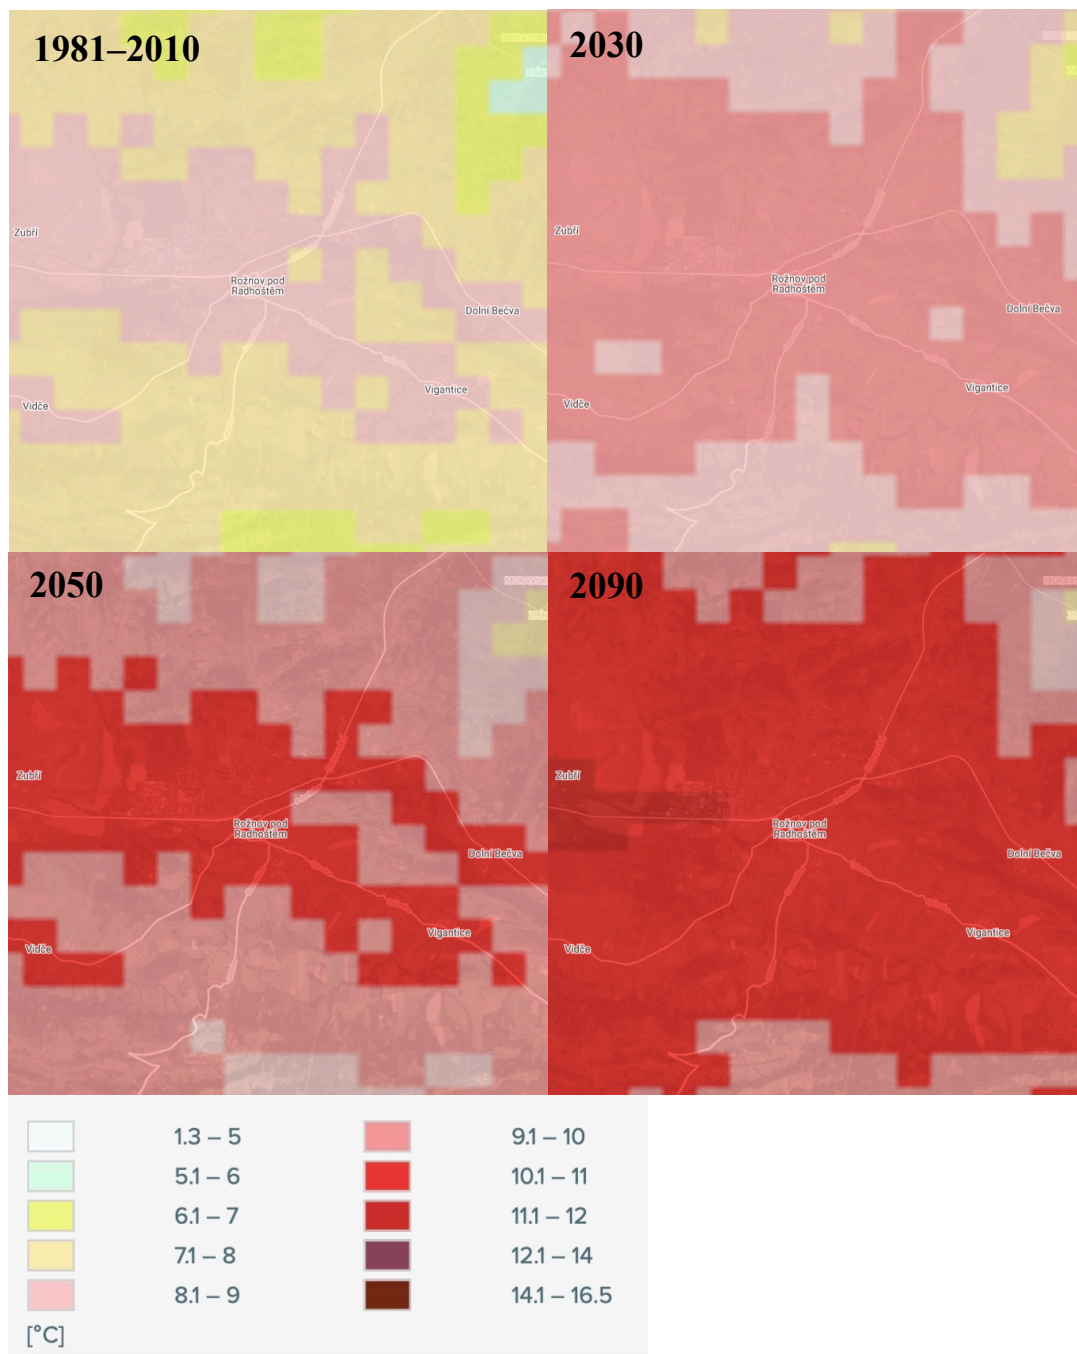 1981–2010
2030
MORAVSK
Zubří
Zubří
Rožnov pod
Radhoštěm
Rožnov pod
Radhoštěm
Dolní Bečva
Dolní Bečva
Vigantice
Vigantice
Vidče
Vidče
2050
2090
MORAVSK
Zubří
Zubří
Rožnov pod
Radhoštěm
Rožnov pod
Radhoštěm
Dolní Bečva
Dolní Bečva
Vigantice
Vigantice
Vidče
Vidče
1.3 – 5
9.1 – 10
5.1 – 6
10.1 – 11
6.1 – 7
11.1 – 12
7.1 – 8
12.1 – 14
8.1 – 9
14.1 – 16.5
[°C]